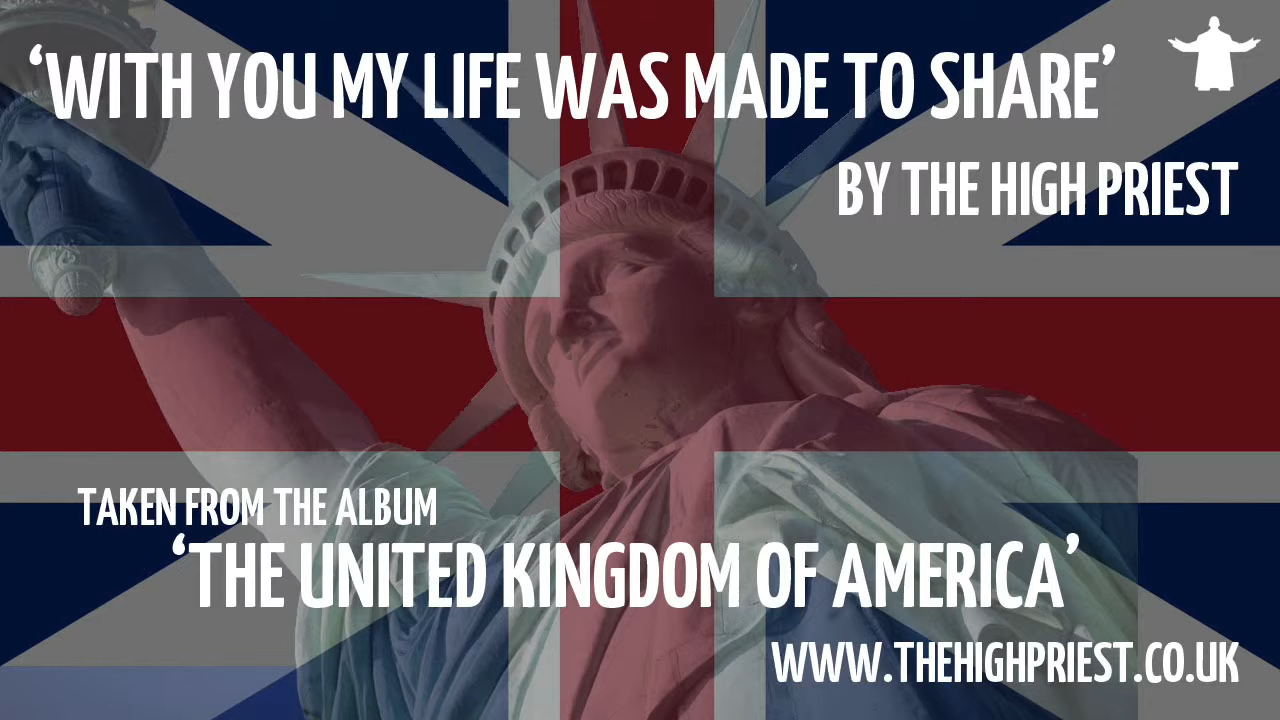 ‘WITH YOU MY LIFE WAS MADE TO SHARE’
BY THE HIGH PRIEST
TAKEN FROM THE ALBUM
‘THE UNITED KINGDOM OF AMERICA’
WWW.THEHIGHPRIEST.CO.UK